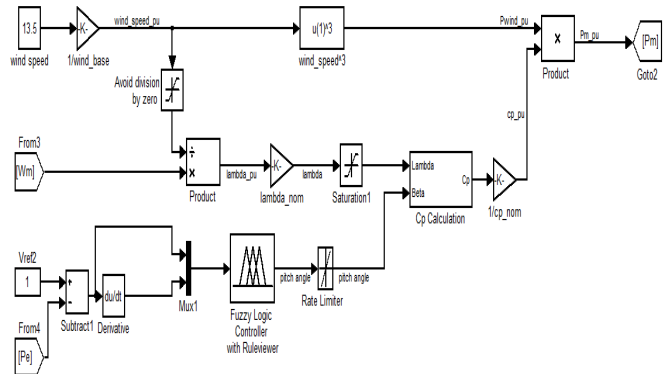 13.5
wind speed
-K-
1/wind_base
wind_speed_pu
u(1)^3
wind_speed^3
Pwind_pu
×
Product
Pm_pu
[Pm]
Goto2
Avoid division
by zero
cp_pu
From3
[Wm]
÷
×
Product
lambda_pu
-K-
lambda_nom
lambda
Saturation1
Lambda
Beta
Cp
Cp Calculation
-K-
1/cp_nom
Vref2
1
+
-
Subtract1
du/dt
Derivative
Mux1
Fuzzy Logic
Controller
with Ruleviewer
pitch angle
Rate Limiter
pitch angle
From4
[Pe]